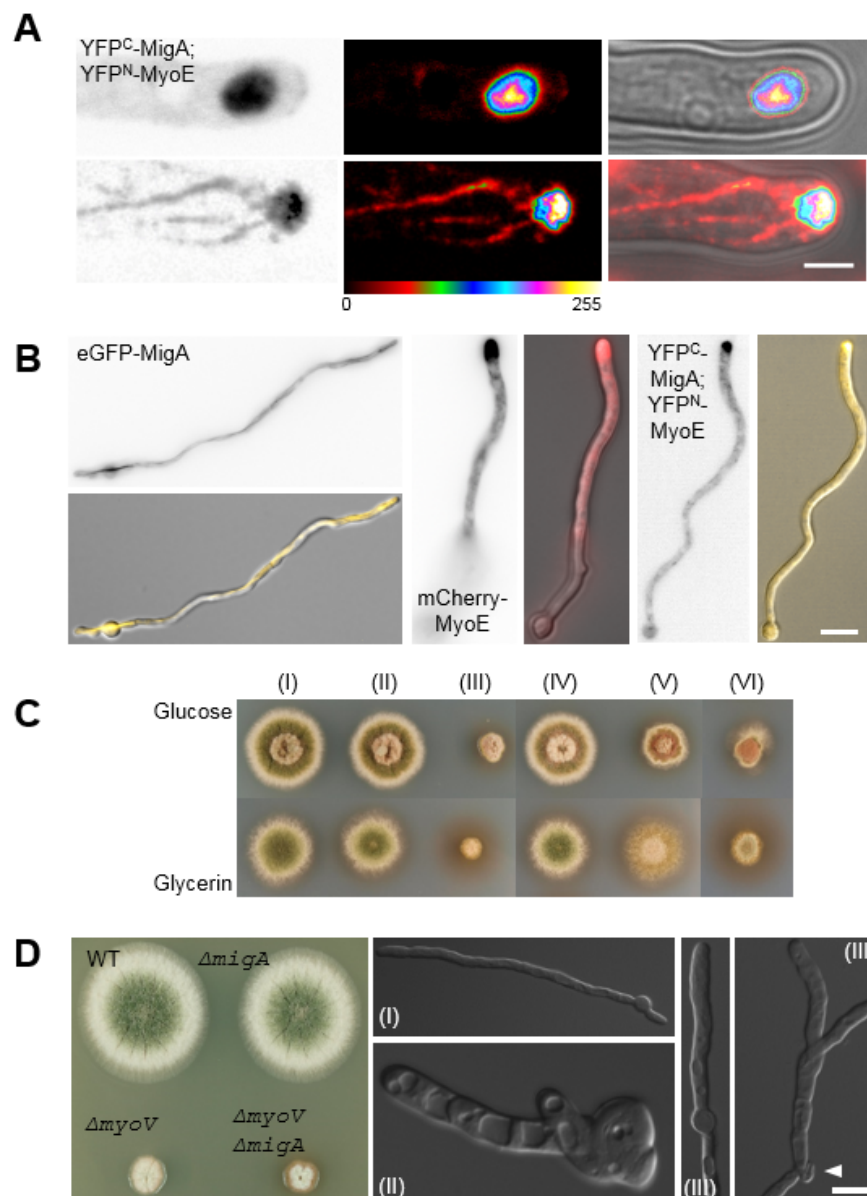 A
YFPC-MigA;
YFPN-MyoE
0
255
B
eGFP-MigA
mCherry-
MyoE
YFPC-
MigA;
YFPN-
MyoE
(I)
(II)
(III)
(IV)
(V)
(VI)
C
Glucose
Glycerin
D
WT
ΔmigA
ΔmyoV
ΔmyoV
ΔmigA
(I)
(II)
(III)
(III